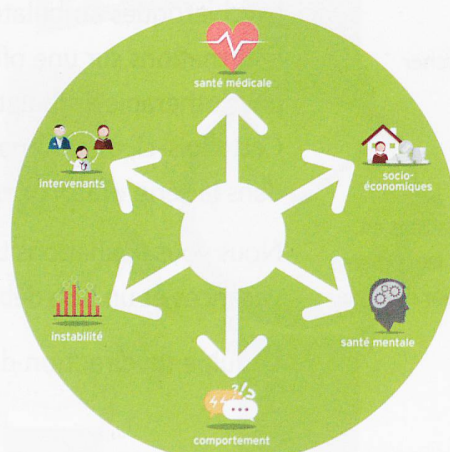 santé médicale
socio-
économiques
santé mentale
?!
comportement
instabilité
intervenants